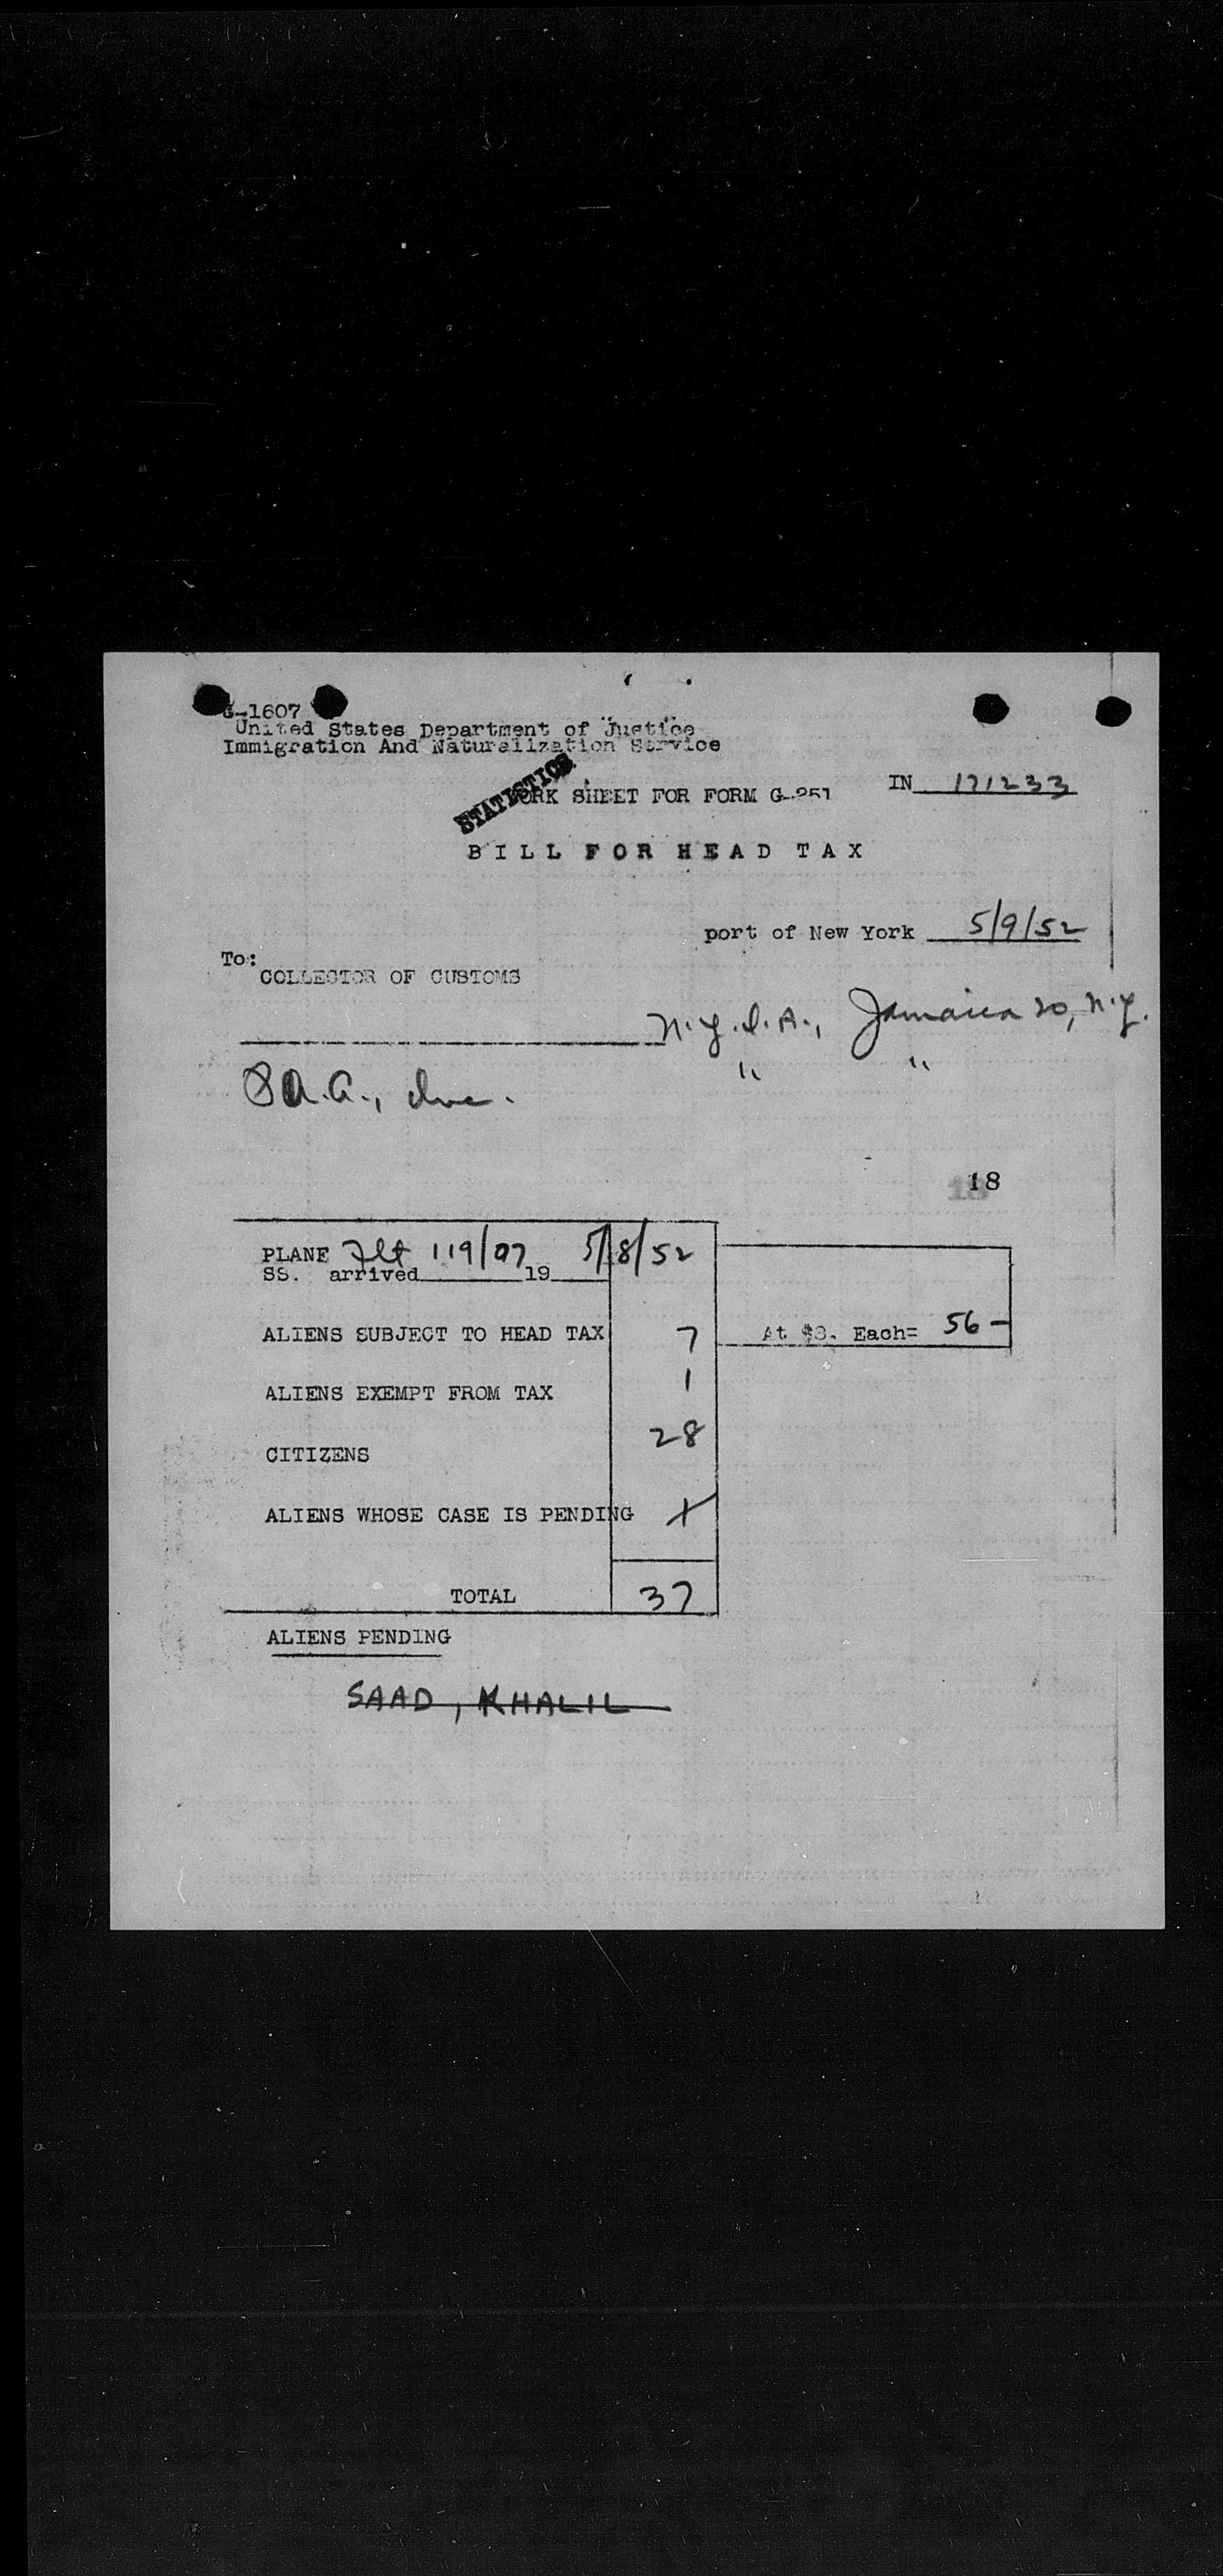 G-1607
United States Department of Justice
Immigration And Naturalization Service
STATISTICS
WORK SHEET FOR FORM G-251
IN 171233
BILL FOR HEAD TAX
port of New York 5/9/52
To:
COLLECTOR OF CUSTOMS
N.Y.I.A., Jamaica 20, N.Y.
" "
P.A.A., Inc.
18
PLANE Flt 119/07 5/8/52
SS. arrived 19
ALIENS SUBJECT TO HEAD TAX 7 At $8. Each= 56-
ALIENS EXEMPT FROM TAX 1
CITIZENS 28
ALIENS WHOSE CASE IS PENDING
TOTAL 37
ALIENS PENDING
SAAD, KHALIL